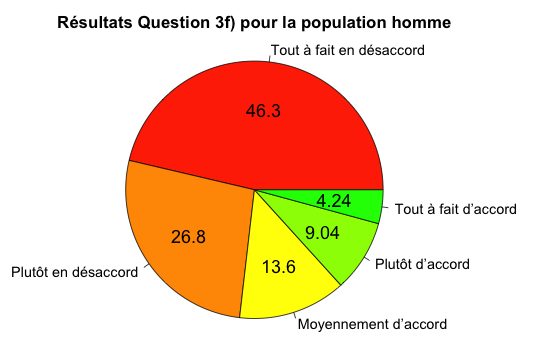 Résultats Question 3f) pour la population homme
Tout à fait en désaccord
46.3
4.24
Tout à fait d’accord
9.04
26.8
13.6
Plutôt d’accord
Plutôt en désaccord
Moyennement d’accord